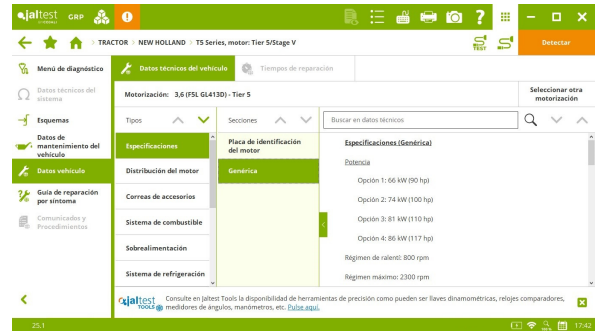 jaltest GRP
TRACTOR > NEW HOLLAND > T5 Series, motor: Tier 5/Stage V
TEST
Detectar
Menú de diagnóstico
Datos técnicos del sistema
Esquemas
Datos de mantenimiento del vehículo
Datos vehículo
Guía de reparación por síntoma
Comunicados y Procedimientos
Datos técnicos del vehículo
Tiempos de reparación
Motorización: 3,6 (F5L GL413D) - Tier 5
Seleccionar otra motorización
Tipos
Secciones
Buscar en datos técnicos
Especificaciones
Distribución del motor
Correas de accesorios
Sistema de combustible
Sobrealimentación
Sistema de refrigeración
Placa de identificación del motor
Genérica
Especificaciones (Genérica)
Potencia
Opción 1: 66 kW (90 hp)
Opción 2: 74 kW (100 hp)
Opción 3: 81 kW (110 hp)
Opción 4: 86 kW (117 hp)
Régimen de ralentí: 800 rpm
Régimen máximo: 2300 rpm
jaltest TOOLS
Consulte en Jaltest Tools la disponibilidad de herramientas de precisión como pueden ser llaves dinamométricas, relojes comparadores,
medidores de ángulos, manómetros, etc. Pulse aquí.
25.1
17:42